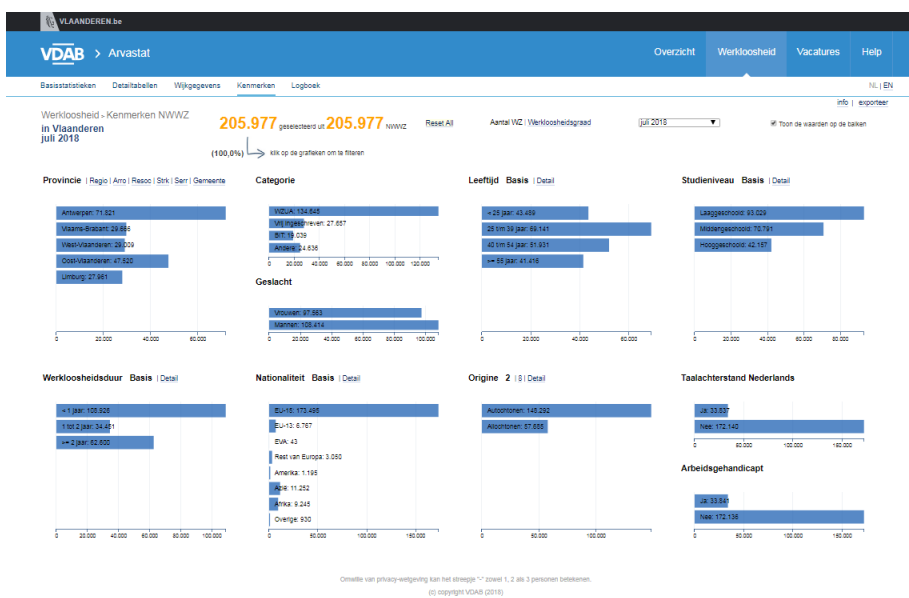 VLAANDEREN.be
VDAB > Arvastat
Overzicht Werkloosheid Vacatures Help
Basisstatistieken Detailtabellen Wijkgegevens Kenmerken Logboek
NL | EN
info | exporteer
Werkloosheid > Kenmerken NWWZ
in Vlaanderen
juli 2018
205.977 geselecteerd uit 205.977 NWWZ
Reset All
Aantal WZ | Werkloosheidsgraad
juli 2018
Toon de waarden op de balken
(100,0%) klik op de grafieken om te filteren
Provincie | Regio | Arro | Resoc | Strk | Serr | Gemeente
Antwerpen: 71.821
Vlaams-Brabant: 29.666
West-Vlaanderen: 29.009
Oost-Vlaanderen: 47.520
Limburg: 27.961
0 20.000 40.000 60.000
Categorie
WZUA: 134.645
Vrij ingeschreven: 27.657
BIT: 19.039
Andere: 24.636
0 20.000 40.000 60.000 80.000 100.000 120.000
Geslacht
Vrouwen: 97.563
Mannen: 108.414
0 20.000 40.000 60.000 80.000 100.000
Leeftijd Basis | Detail
< 25 jaar: 43.489
25 t/m 39 jaar: 69.141
40 t/m 54 jaar: 51.931
>= 55 jaar: 41.416
0 20.000 40.000 60.000
Studieniveau Basis | Detail
Laaggeschoold: 93.029
Middengeschoold: 70.791
Hooggeschoold: 42.157
0 20.000 40.000 60.000 80.000
Werkloosheidsduur Basis | Detail
< 1 jaar: 108.926
1 tot 2 jaar: 34.451
>= 2 jaar: 62.600
0 20.000 40.000 60.000 80.000 100.000
Nationaliteit Basis | Detail
EU-15: 173.495
EU-13: 6.767
EVA: 43
Rest van Europa: 3.050
Amerika: 1.195
Azië: 11.252
Afrika: 9.245
Overige: 930
0 50.000 100.000 150.000
Origine 2 | 8 | Detail
Autochtonen: 148.292
Allochtonen: 57.685
0 50.000 100.000
Taalachterstand Nederlands
Ja: 33.837
Nee: 172.140
0 50.000 100.000 150.000
Arbeidsgehandicapt
Ja: 33.841
Nee: 172.136
0 50.000 100.000 150.000
Omwille van privacy-wetgeving kan het streepje "-" zowel 1, 2 als 3 personen betekenen.
(c) copyright VDAB (2018)